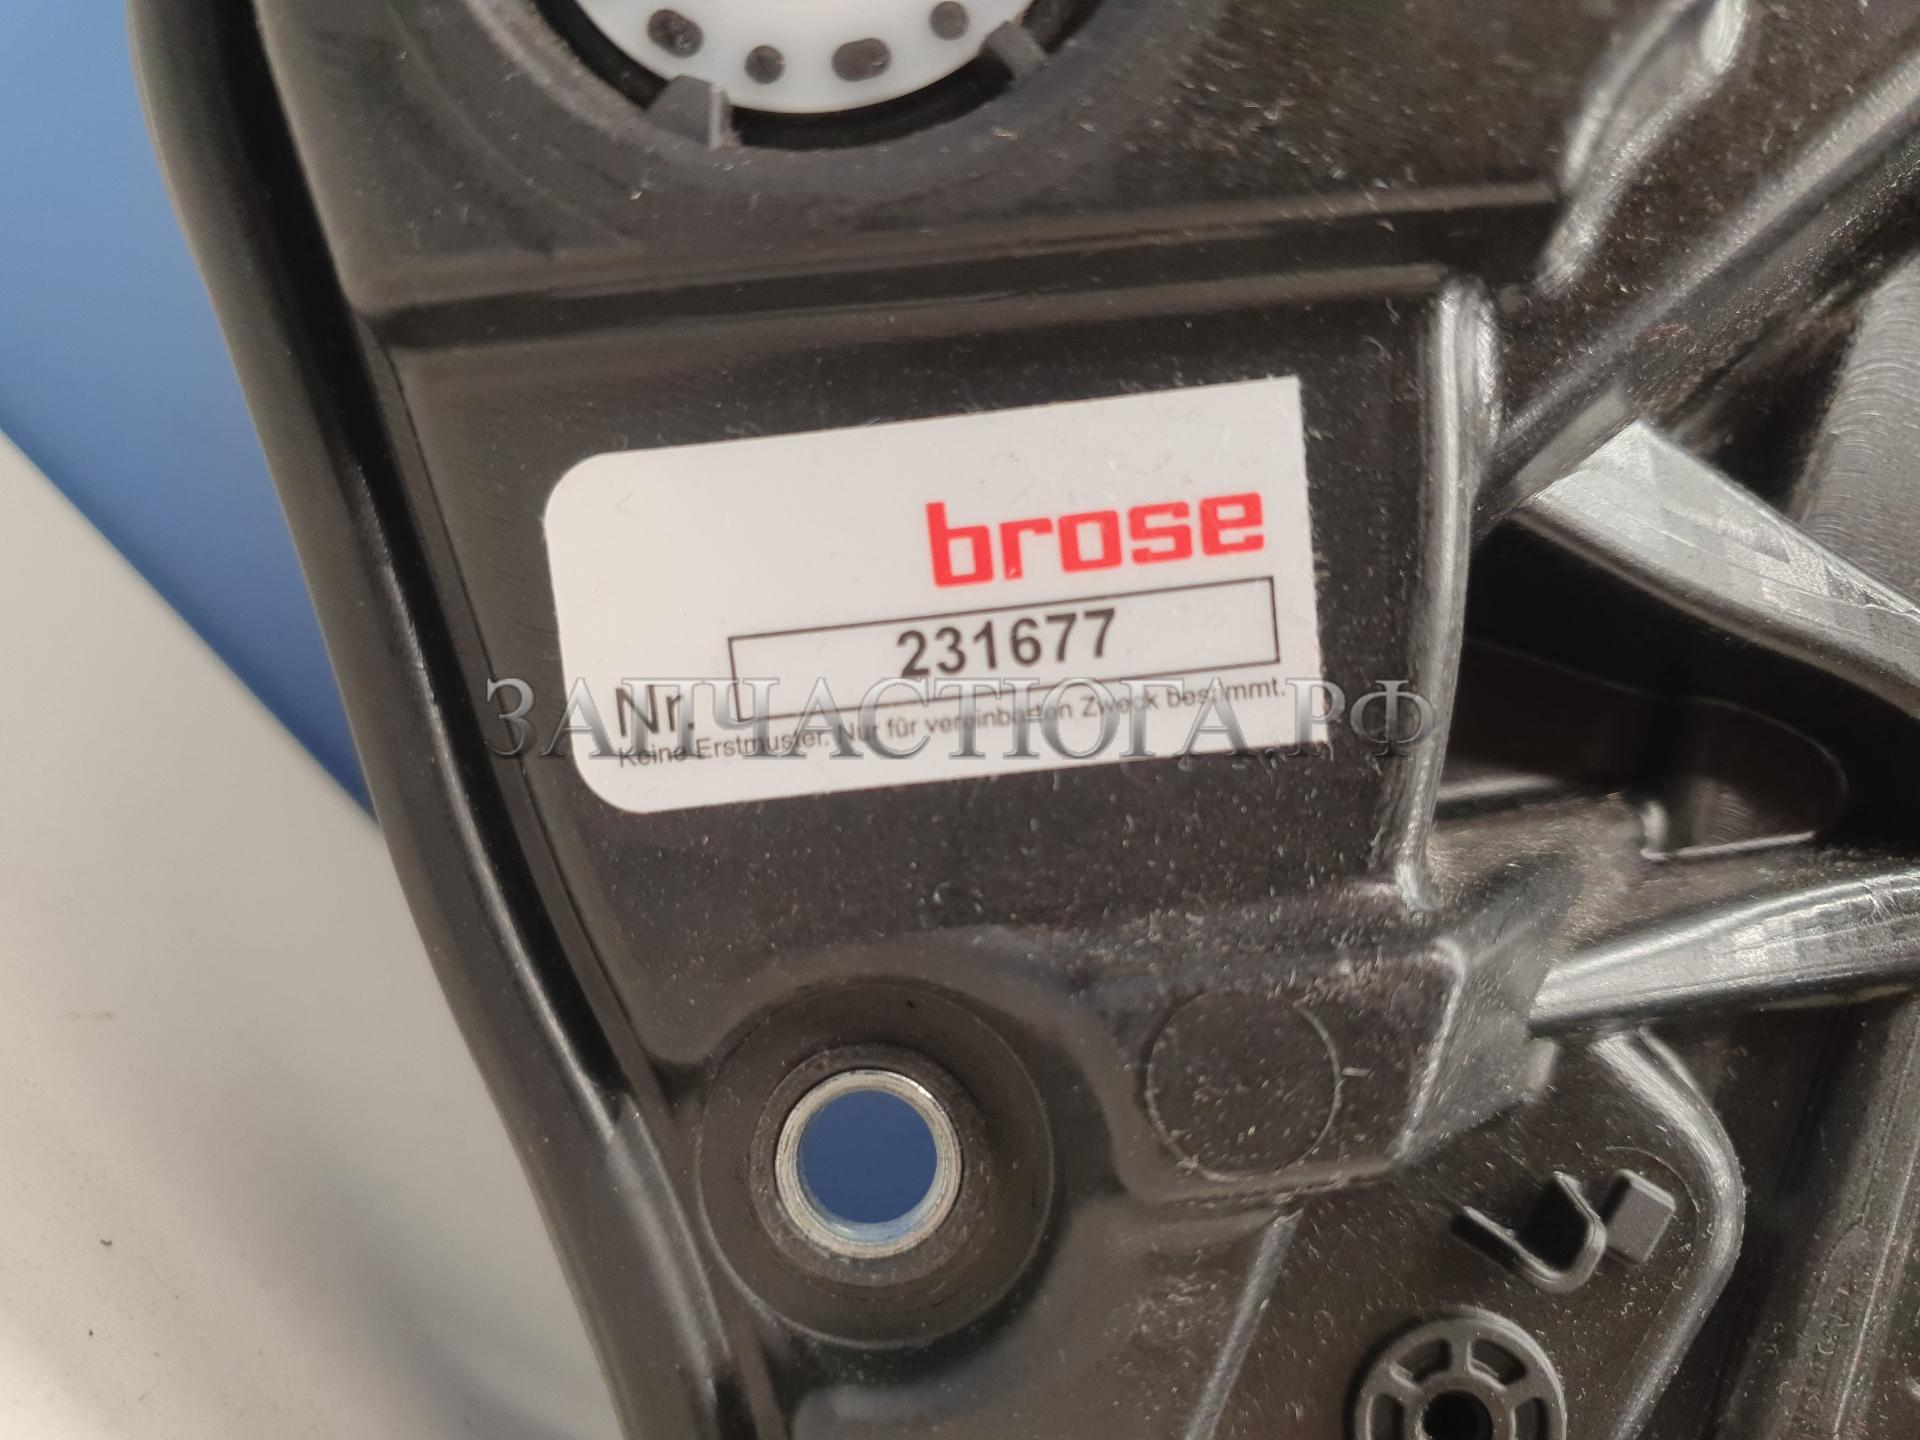 brose
Nr. 231677
Keine Erstmuster. Nur für vereinbarten Zweck bestimmt.
ЗАПЧАСТЮГА.РФ